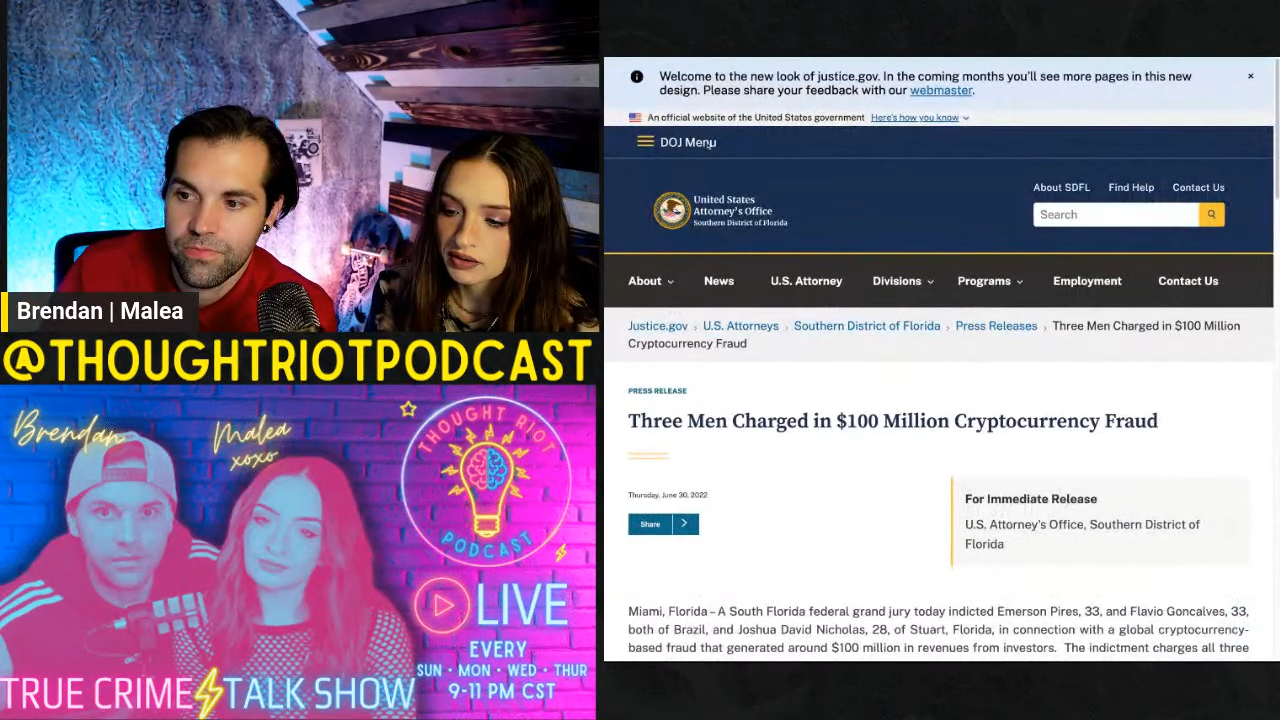 Brendan | Malea
@THOUGHTRIOTPODCAST
Brendan
Malea
xoxo
THOUGHT RIOT
PODCAST
LIVE
EVERY
SUN • MON • WED • THUR
9-11 PM CST
TRUE CRIME⚡TALK SHOW
Welcome to the new look of justice.gov. In the coming months you'll see more pages in this new
design. Please share your feedback with our webmaster.
×
An official website of the United States government Here's how you know
DOJ Menu
United States
Attorney's Office
Southern District of Florida
About SDFL Find Help Contact Us
Search
About News U.S. Attorney Divisions Programs Employment Contact Us
Justice.gov › U.S. Attorneys › Southern District of Florida › Press Releases › Three Men Charged in $100 Million
Cryptocurrency Fraud
PRESS RELEASE
Three Men Charged in $100 Million Cryptocurrency Fraud
Thursday, June 30, 2022
Share
For Immediate Release
U.S. Attorney's Office, Southern District of
Florida
Miami, Florida – A South Florida federal grand jury today indicted Emerson Pires, 33, and Flavio Goncalves, 33,
both of Brazil, and Joshua David Nicholas, 28, of Stuart, Florida, in connection with a global cryptocurrency-
based fraud that generated around $100 million in revenues from investors. The indictment charges all three